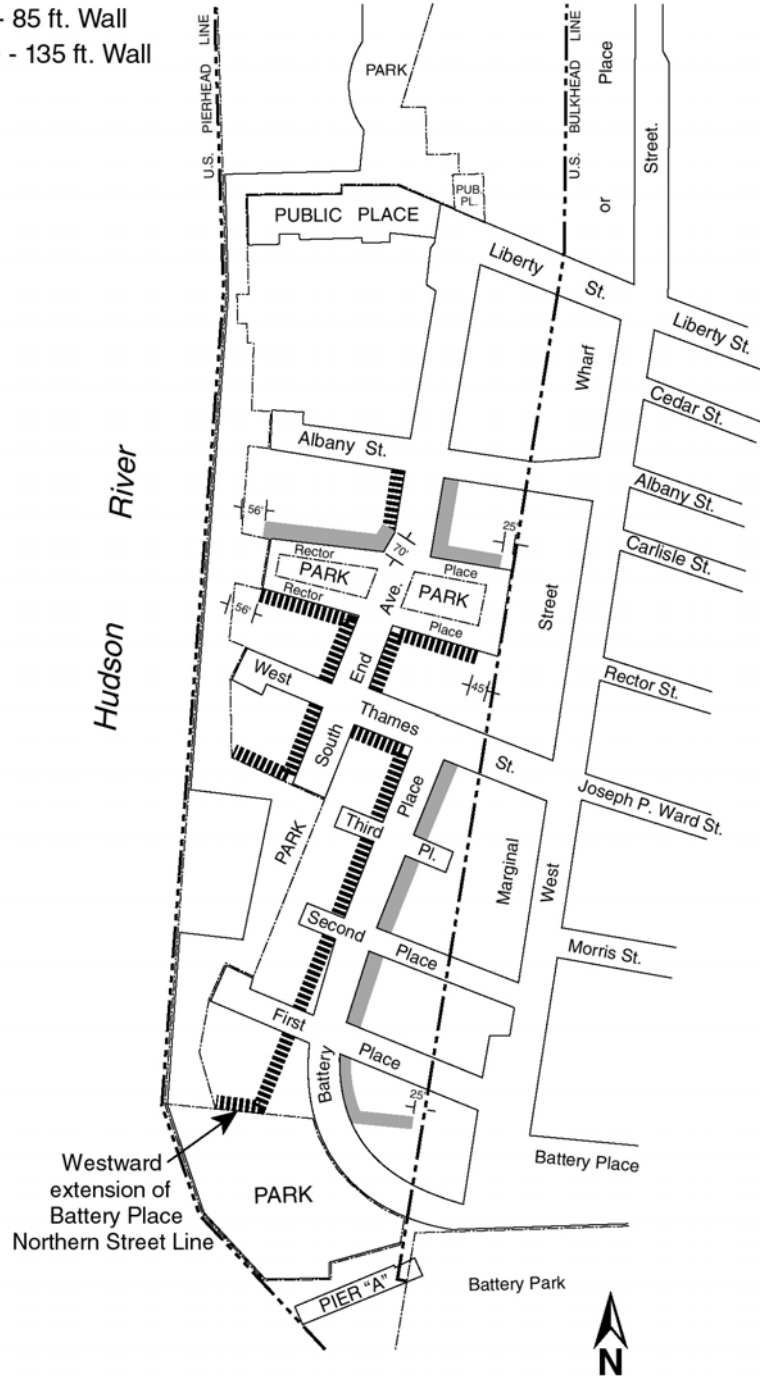 - 85 ft. Wall
- 135 ft. Wall
U.S. PIERHEAD LINE
PARK
U.S. BULKHEAD LINE
Place
or
Street.
PUB.
PL.
PUBLIC PLACE
Liberty St.
Liberty St.
Wharf
Cedar St.
Albany St.
Albany St.
Carlisle St.
56'
25'
70'
Rector
PARK
Rector
Place
PARK
Place
Ave.
End
South
56'
45'
Street
Rector St.
River
Hudson
West
Thames
St.
Joseph P. Ward St.
Place
Third
Pl.
PARK
Marginal
West
Second
Place
Morris St.
First
Place
Battery
25'
Battery Place
Westward
extension of
Battery Place
Northern Street Line
PARK
PIER "A"
Battery Park
N